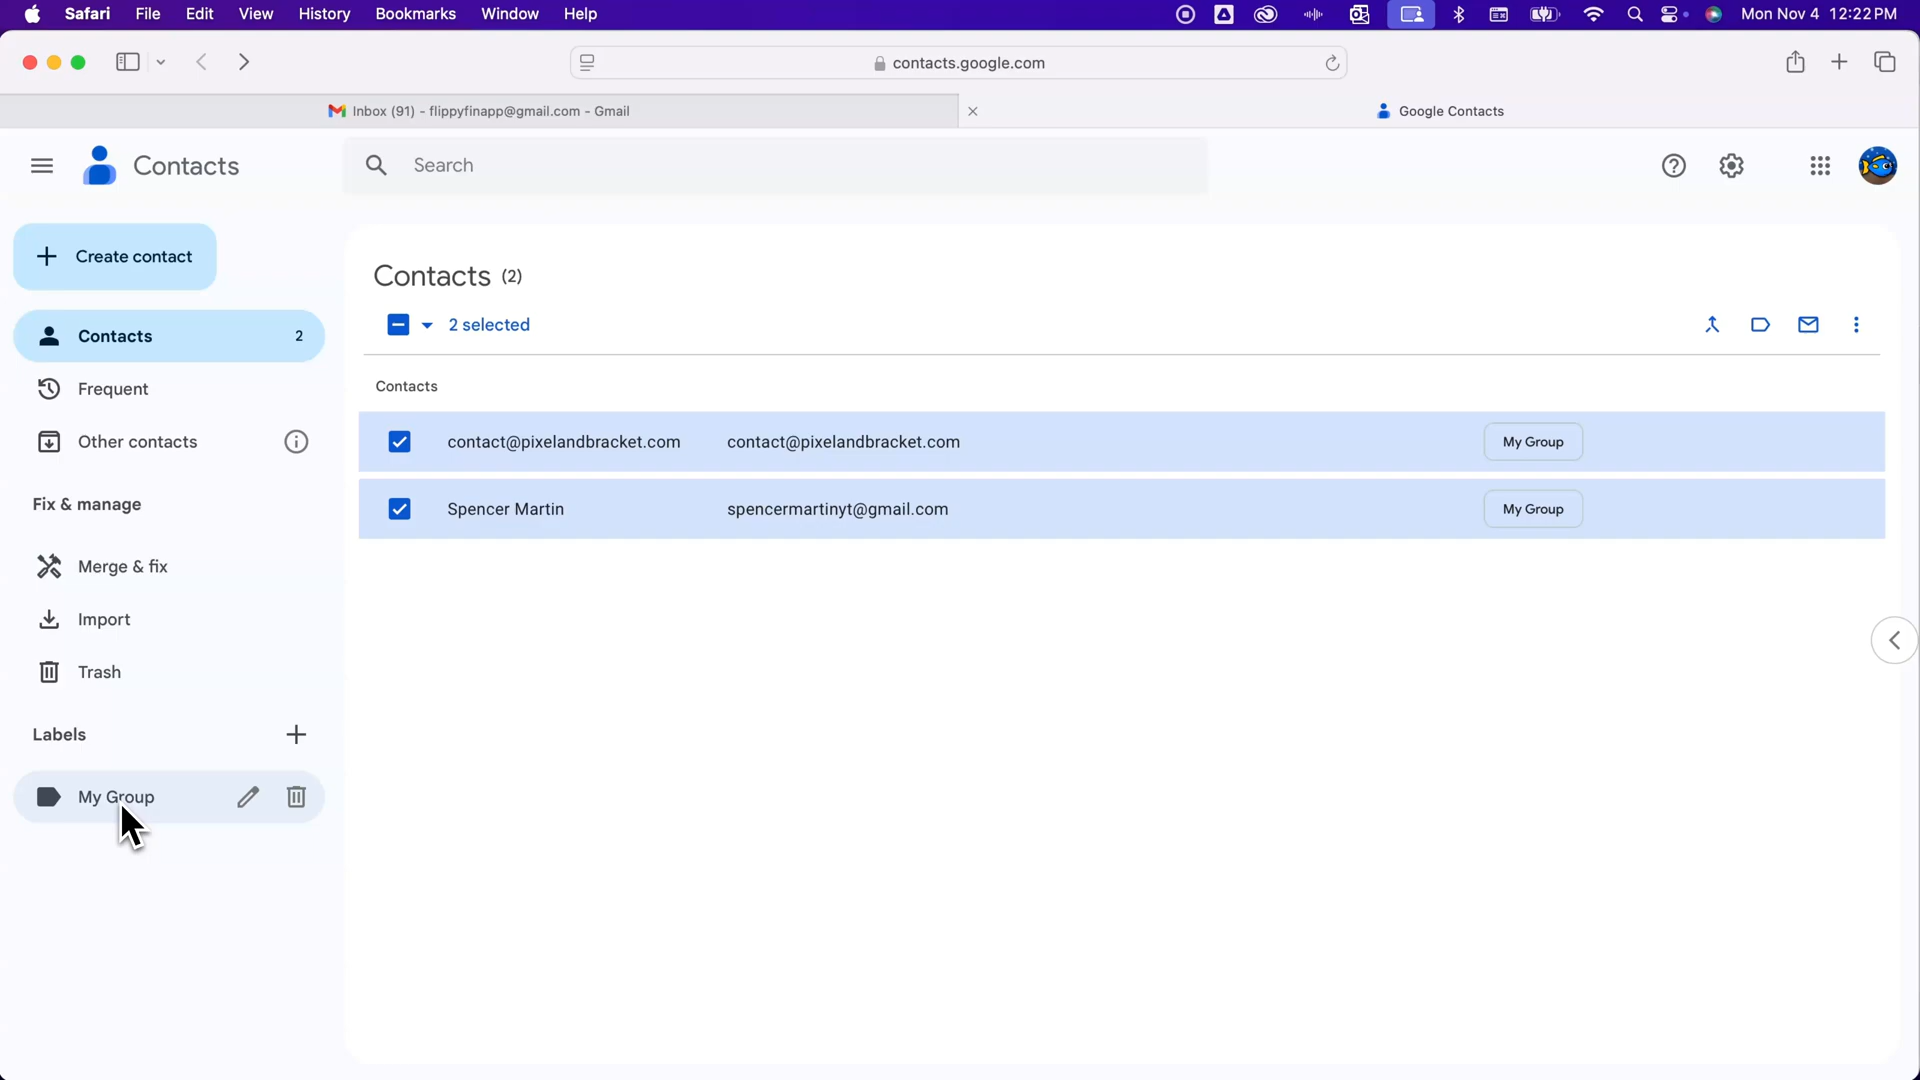 Safari File Edit View History Bookmarks Window Help Mon Nov 4 12:22 PM
contacts.google.com
Inbox (91) - flippyfinapp@gmail.com - Gmail
Google Contacts
Contacts
Search
Create contact
Contacts 2
Frequent
Other contacts
Fix & manage
Merge & fix
Import
Trash
Labels
My Group
Contacts (2)
2 selected
Contacts
contact@pixelandbracket.com contact@pixelandbracket.com My Group
Spencer Martin spencermartinyt@gmail.com My Group